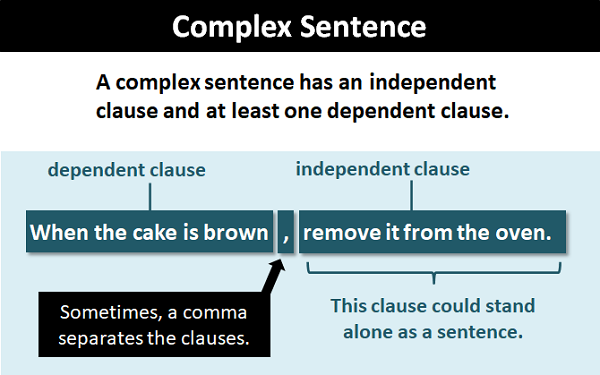 Complex Sentence
A complex sentence has an independent
clause and at least one dependent clause.
dependent clause
independent clause
When the cake is brown , remove it from the oven.
Sometimes, a comma
separates the clauses.
This clause could stand
alone as a sentence.